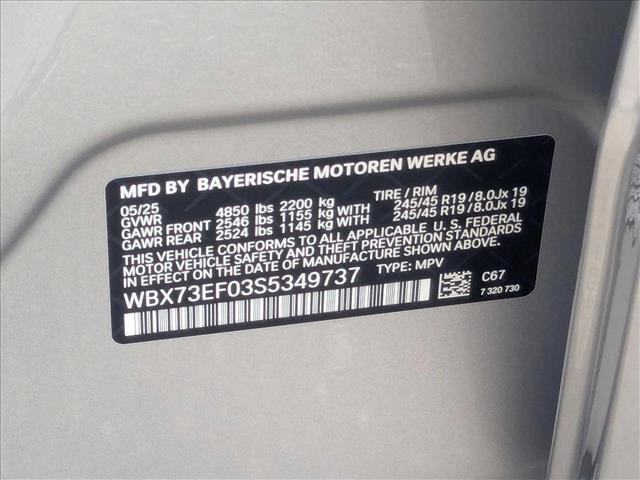 MFD BY BAYERISCHE MOTOREN WERKE AG
05/25 TIRE / RIM
GVWR 4850 lbs 2200 kg
GAWR FRONT 2546 lbs 1155 kg WITH 245/45 R19 /8.0Jx 19
GAWR REAR 2524 lbs 1145 kg WITH 245/45 R19 /8.0Jx 19
THIS VEHICLE CONFORMS TO ALL APPLICABLE U. S. FEDERAL
MOTOR VEHICLE SAFETY AND THEFT PREVENTION STANDARDS
IN EFFECT ON THE DATE OF MANUFACTURE SHOWN ABOVE.
WBX73EF03S5349737 TYPE: MPV
C67
7 320 730